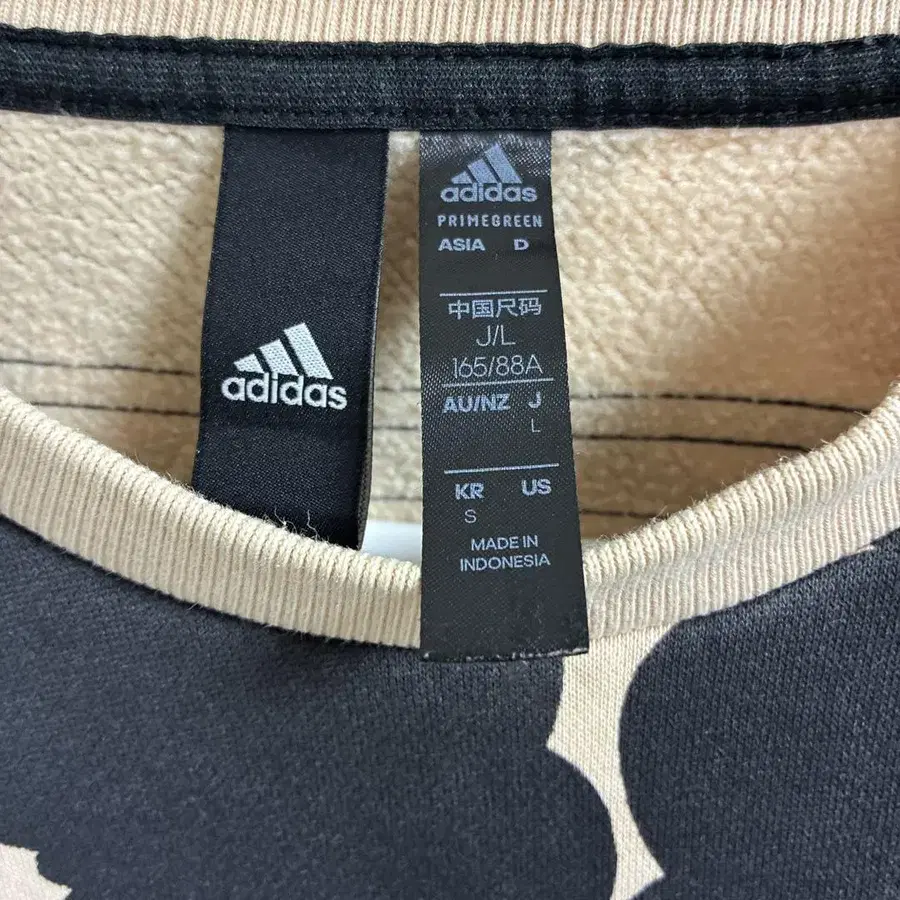 adidas
adidas
PRIMEGREEN
ASIA D
中国尺码
J/L
165/88A
AU/NZ J
L
KR US
S
MADE IN
INDONESIA